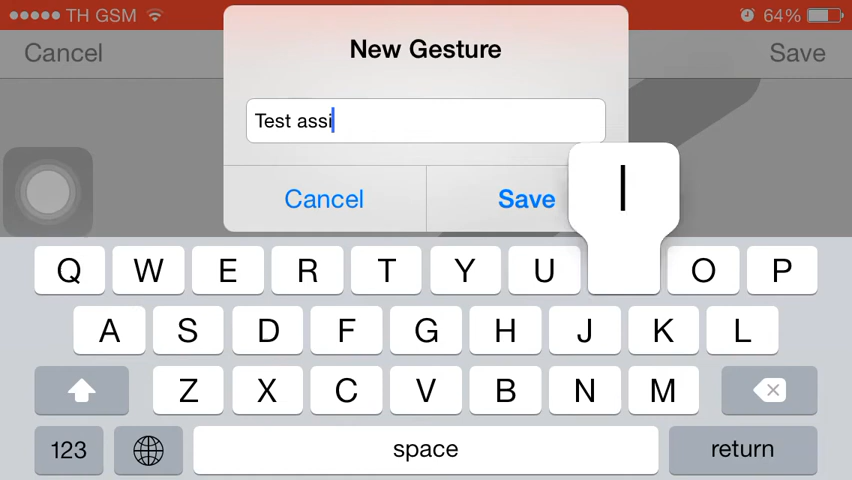 TH GSM 64%
Cancel Save
New Gesture
Test assi
Cancel Save
I
Q W E R T Y U O P
A S D F G H J K L
Z X C V B N M
123 space return